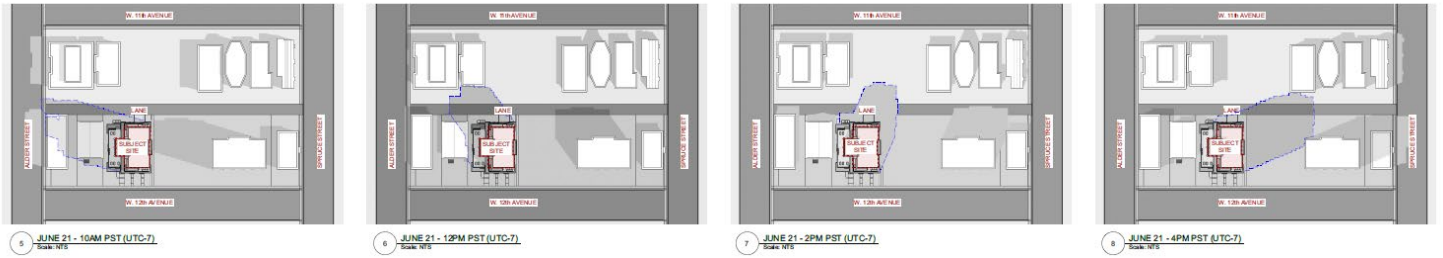 W. 11th AVENUE
LANE
ALDER STREET
SUBJECT
SITE
SPRUCE STREET
W. 12th AVENUE
5
JUNE 21 - 10AM PST (UTC-7)
Scale: NTS
W. 11th AVENUE
LANE
ALDER STREET
SUBJECT
SITE
SPRUCE STREET
W. 12th AVENUE
6
JUNE 21 - 12PM PST (UTC-7)
Scale: NTS
W. 11th AVENUE
LANE
ALDER STREET
SUBJECT
SITE
SPRUCE STREET
W. 12th AVENUE
7
JUNE 21 - 2PM PST (UTC-7)
Scale: NTS
W. 11th AVENUE
LANE
ALDER STREET
SUBJECT
SITE
SPRUCE STREET
W. 12th AVENUE
8
JUNE 21 - 4PM PST (UTC-7)
Scale: NTS